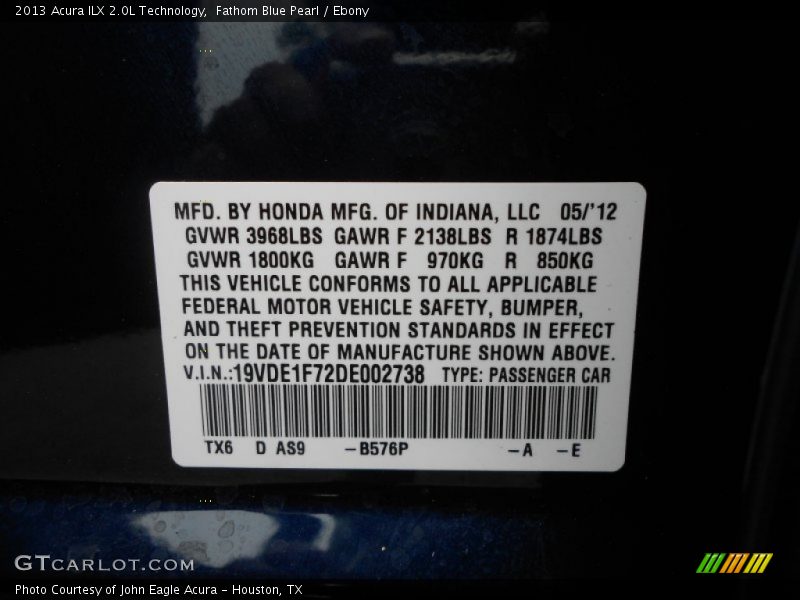 2013 Acura ILX 2.0L Technology,  Fathom Blue Pearl / Ebony
MFD. BY HONDA MFG. OF INDIANA, LLC 05/'12
GVWR 3968LBS GAWR F 2138LBS R 1874LBS
GVWR 1800KG GAWR F 970KG R 850KG
THIS VEHICLE CONFORMS TO ALL APPLICABLE
FEDERAL MOTOR VEHICLE SAFETY, BUMPER,
AND THEFT PREVENTION STANDARDS IN EFFECT
ON THE DATE OF MANUFACTURE SHOWN ABOVE.
V.I.N.:19VDE1F72DE002738 TYPE: PASSENGER CAR
TX6 D AS9 -B576P -A -E
GTCARLOT.COM
Photo Courtesy of John Eagle Acura - Houston, TX